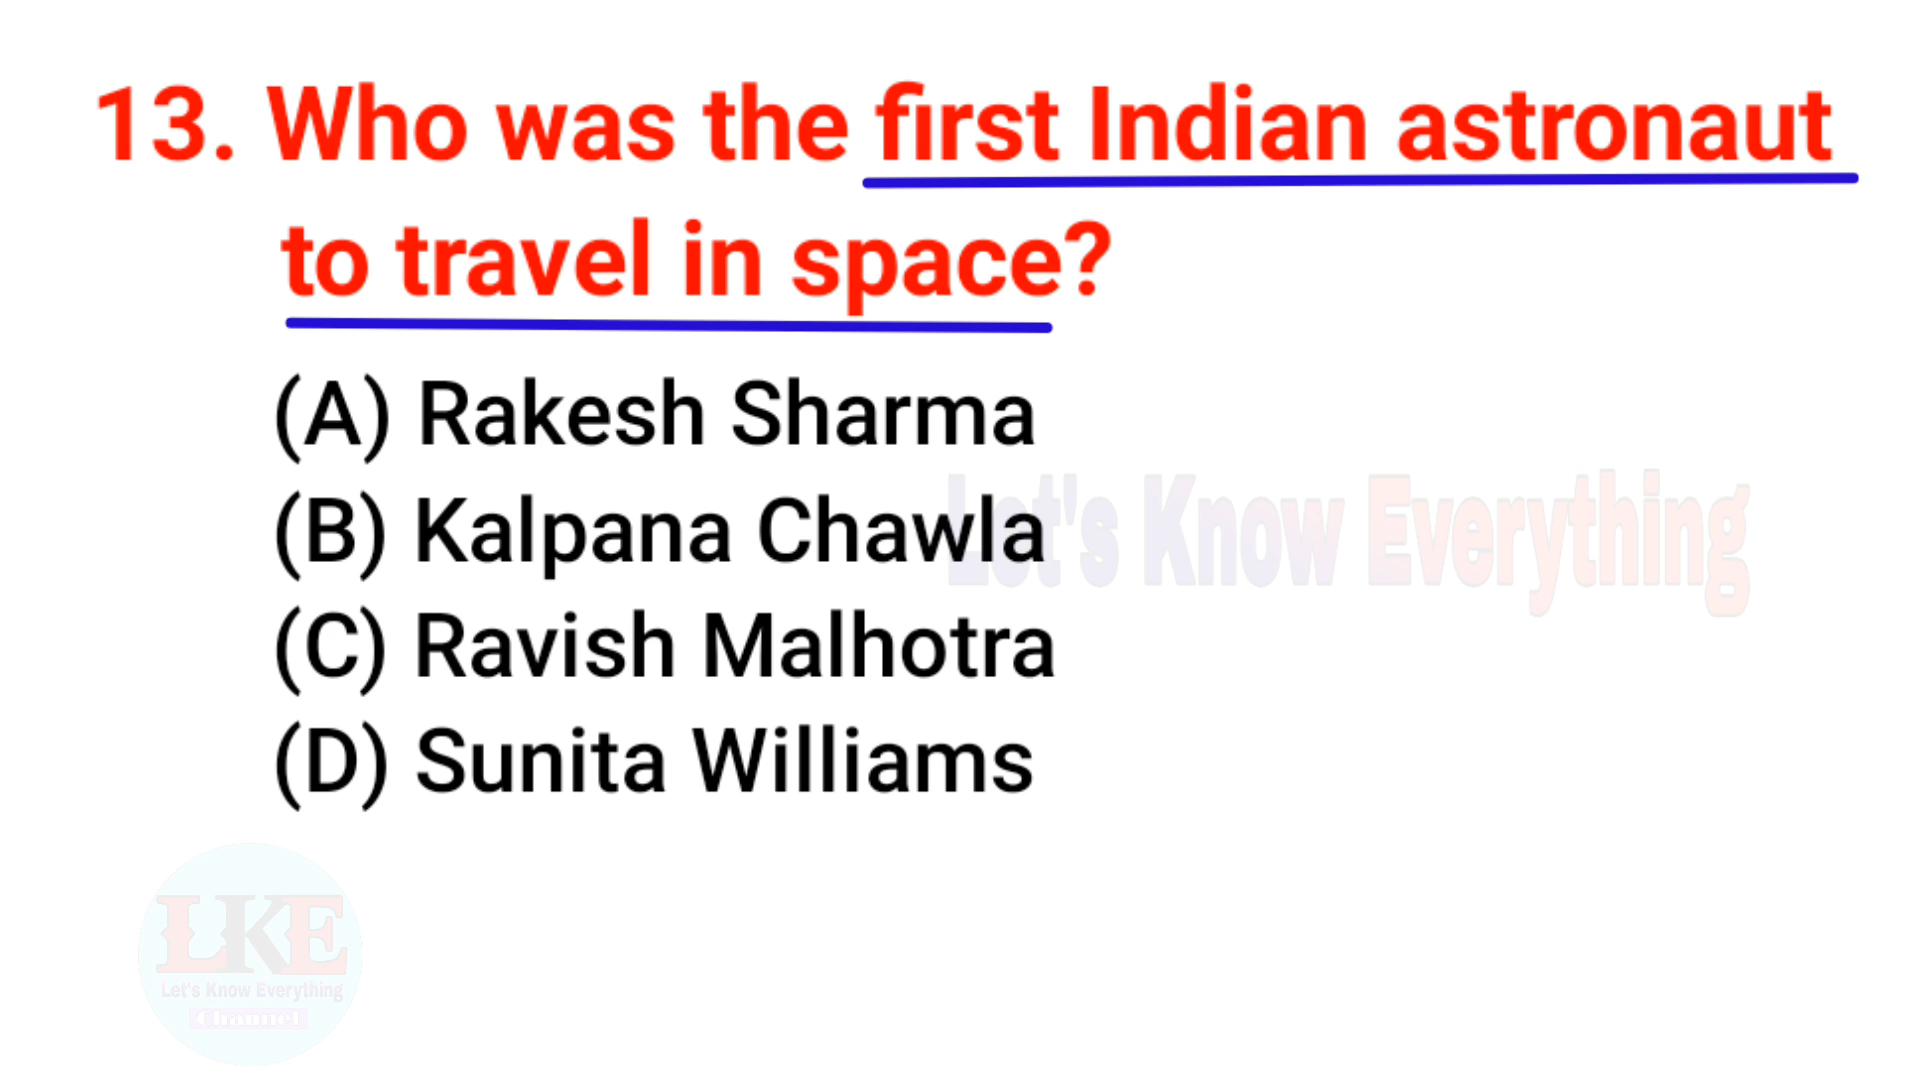 13. Who was the first Indian astronaut
to travel in space?
(A) Rakesh Sharma
(B) Kalpana Chawla
Let's Know Everything
(C) Ravish Malhotra
(D) Sunita Williams
LKE
Let's Know Everything
Channel